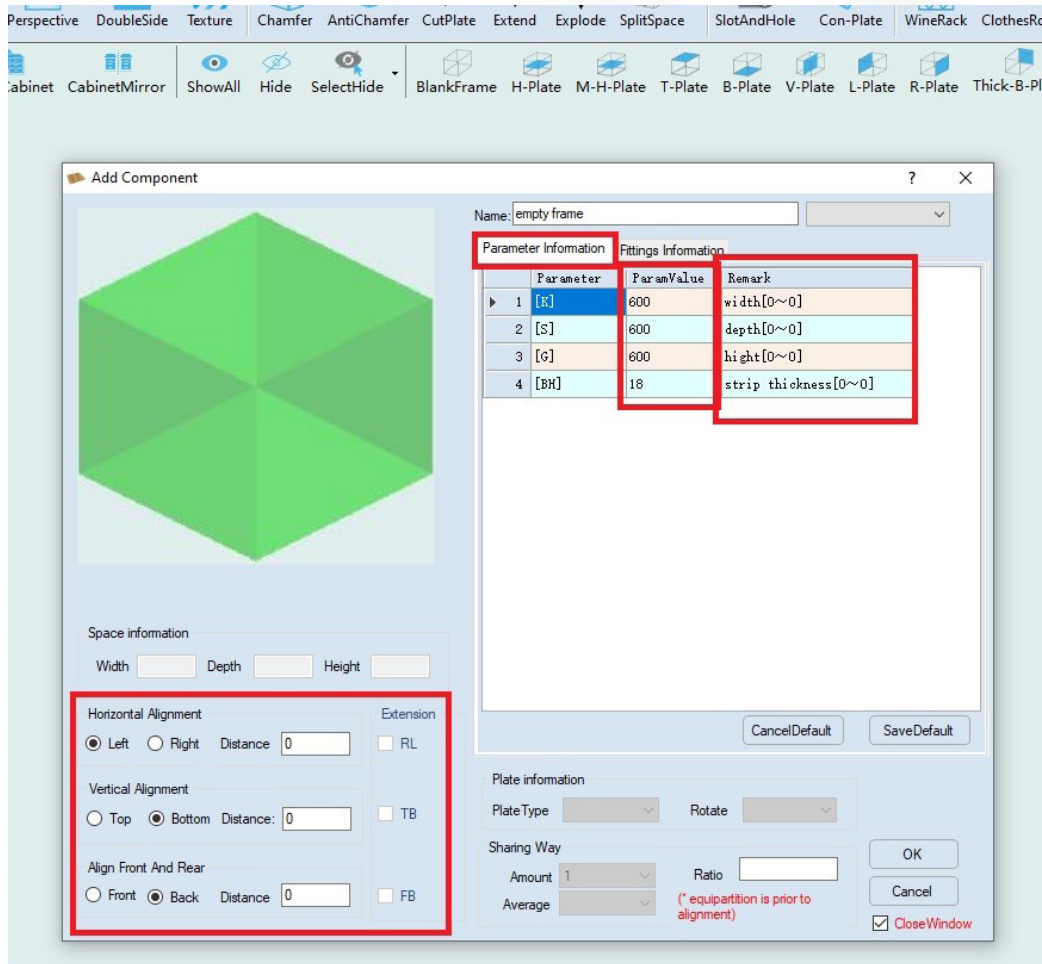 Perspective DoubleSide Texture Chamfer AntiChamfer CutPlate Extend Explode SplitSpace SlotAndHole Con-Plate WineRack ClothesRo
abinet CabinetMirror ShowAll Hide SelectHide BlankFrame H-Plate M-H-Plate T-Plate B-Plate V-Plate L-Plate R-Plate Thick-B-Pl
Add Component ? X
Name: empty frame
Parameter Information Fittings Information
Parameter ParamValue Remark
1 [K] 600 width[0~0]
2 [S] 600 depth[0~0]
3 [G] 600 hight[0~0]
4 [BH] 18 strip thickness[0~0]
CancelDefault SaveDefault
Space information
Width Depth Height
Horizontal Alignment Extension
Left Right Distance 0 RL
Vertical Alignment
Top Bottom Distance: 0 TB
Align Front And Rear
Front Back Distance 0 FB
Plate information
PlateType Rotate
Sharing Way
Amount 1 Ratio
Average (* equipartition is prior to
alignment)
OK
Cancel
CloseWindow